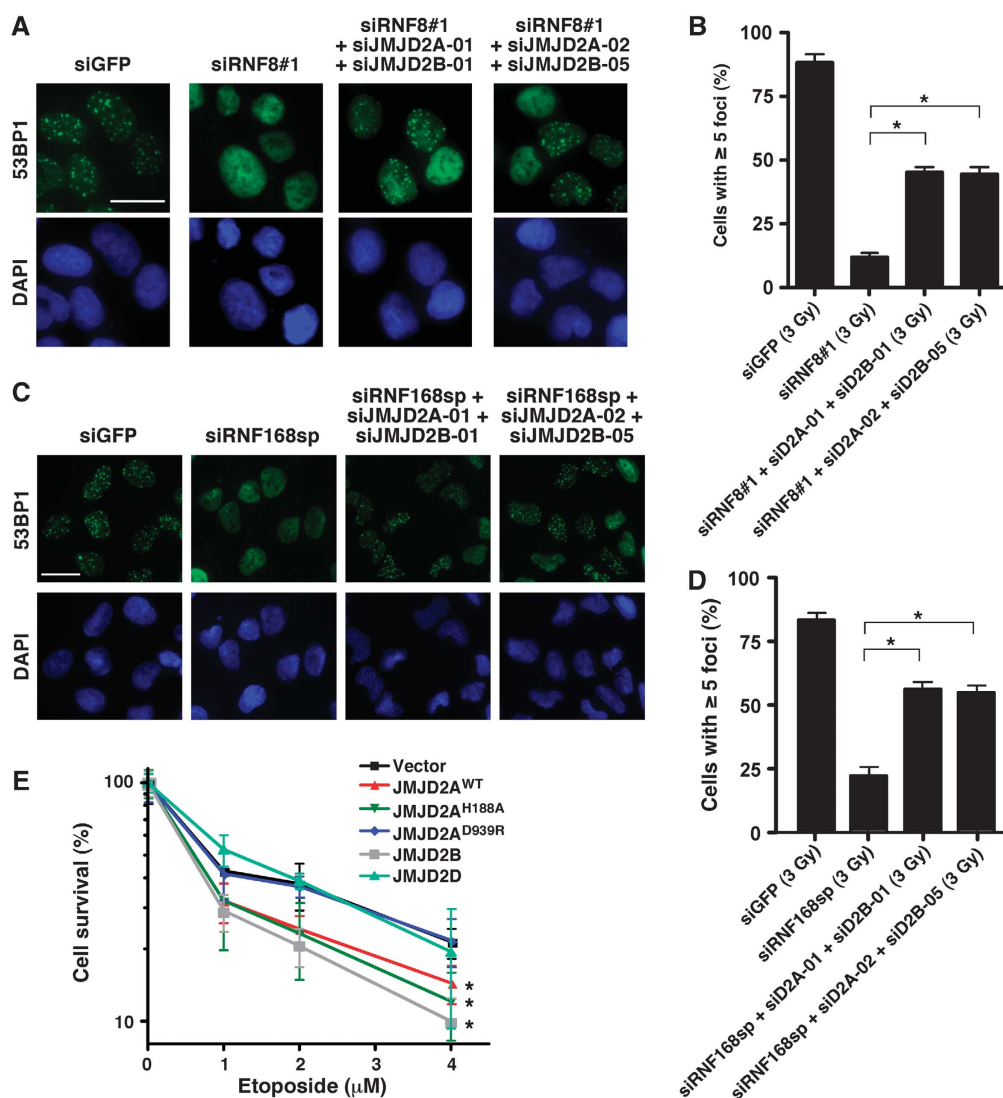 A
siGFP
siRNF8#1
siRNF8#1
+ siJMJD2A-01
+ siJMJD2B-01
siRNF8#1
+ siJMJD2A-02
+ siJMJD2B-05
53BP1
DAPI
B
Cells with ≥ 5 foci (%)
100
75
50
25
0
*
*
siGFP (3 Gy)
siRNF8#1 (3 Gy)
siRNF8#1 + siD2A-01 + siD2B-01 (3 Gy)
siRNF8#1 + siD2A-02 + siD2B-05 (3 Gy)
C
siGFP
siRNF168sp
siRNF168sp +
siJMJD2A-01 +
siJMJD2B-01
siRNF168sp +
siJMJD2A-02 +
siJMJD2B-05
53BP1
DAPI
D
Cells with ≥ 5 foci (%)
100
75
50
25
0
*
*
siGFP (3 Gy)
siRNF168sp (3 Gy)
siRNF168sp + siD2A-01 + siD2B-01 (3 Gy)
siRNF168sp + siD2A-02 + siD2B-05 (3 Gy)
E
Vector
JMJD2A^WT
JMJD2A^H188A
JMJD2A^D939R
JMJD2B
JMJD2D
Cell survival (%)
100
10
*
*
*
0 1 2 3 4
Etoposide (μM)